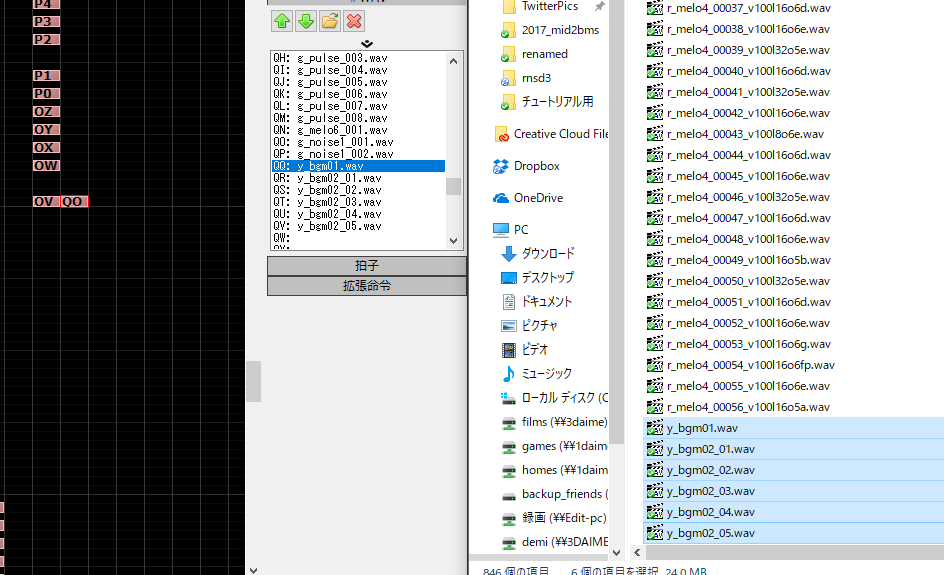 P4
P3
P2
P1
P0
OZ
OY
OX
OW
OV QO
QH: g_pulse_003.wav
QI: g_pulse_004.wav
QJ: g_pulse_005.wav
QK: g_pulse_006.wav
QL: g_pulse_007.wav
QM: g_pulse_008.wav
QN: g_melo6_001.wav
QO: g_noise1_001.wav
QP: g_noise1_002.wav
QQ: y_bgm01.wav
QR: y_bgm02_01.wav
QS: y_bgm02_02.wav
QT: y_bgm02_03.wav
QU: y_bgm02_04.wav
QV: y_bgm02_05.wav
QW:
拍子
拡張命令
TwitterPics
2017_mid2bms
renamed
rnsd3
チュートリアル用
Creative Cloud File
Dropbox
OneDrive
PC
ダウンロード
デスクトップ
ドキュメント
ピクチャ
ビデオ
ミュージック
ローカル ディスク (C
films (¥¥3daime)
games (¥¥1daim
homes (¥¥1daim
backup_friends (
録画 (¥¥Edit-pc)
demi (¥¥3DAIME
r_melo4_00037_v100l16o6d.wav
r_melo4_00038_v100l16o6e.wav
r_melo4_00039_v100l32o5e.wav
r_melo4_00040_v100l16o6d.wav
r_melo4_00041_v100l32o5e.wav
r_melo4_00042_v100l16o6d.wav
r_melo4_00043_v100l8o6e.wav
r_melo4_00044_v100l16o6d.wav
r_melo4_00045_v100l16o6e.wav
r_melo4_00046_v100l32o5e.wav
r_melo4_00047_v100l16o6d.wav
r_melo4_00048_v100l16o6e.wav
r_melo4_00049_v100l16o5b.wav
r_melo4_00050_v100l32o5e.wav
r_melo4_00051_v100l16o6d.wav
r_melo4_00052_v100l16o6e.wav
r_melo4_00053_v100l16o6g.wav
r_melo4_00054_v100l16o6fp.wav
r_melo4_00055_v100l16o6e.wav
r_melo4_00056_v100l16o5a.wav
y_bgm01.wav
y_bgm02_01.wav
y_bgm02_02.wav
y_bgm02_03.wav
y_bgm02_04.wav
y_bgm02_05.wav
846 個の項目 6 個の項目を選択 24.0 MB